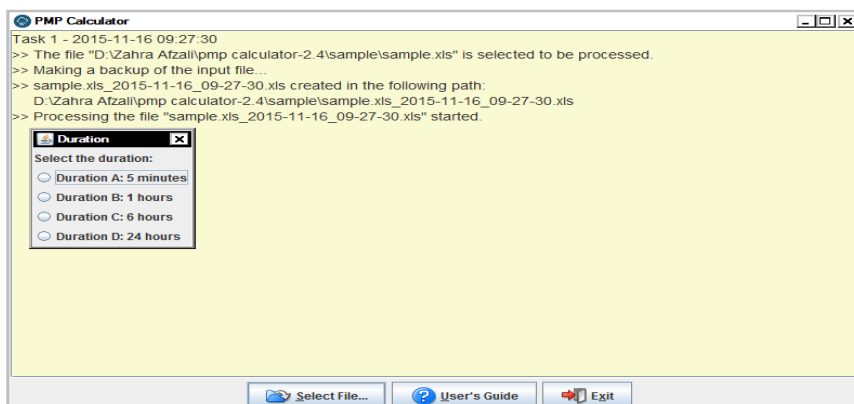 PMP Calculator
Task 1 - 2015-11-16 09:27:30
>> The file "D:\Zahra Afzali\pmp calculator-2.4\sample\sample.xls" is selected to be processed.
>> Making a backup of the input file...
>> sample.xls_2015-11-16_09-27-30.xls created in the following path:
D:\Zahra Afzali\pmp calculator-2.4\sample\sample.xls_2015-11-16_09-27-30.xls
>> Processing the file "sample.xls_2015-11-16_09-27-30.xls" started.
Duration
Select the duration:
Duration A: 5 minutes
Duration B: 1 hours
Duration C: 6 hours
Duration D: 24 hours
Select File... User's Guide Exit